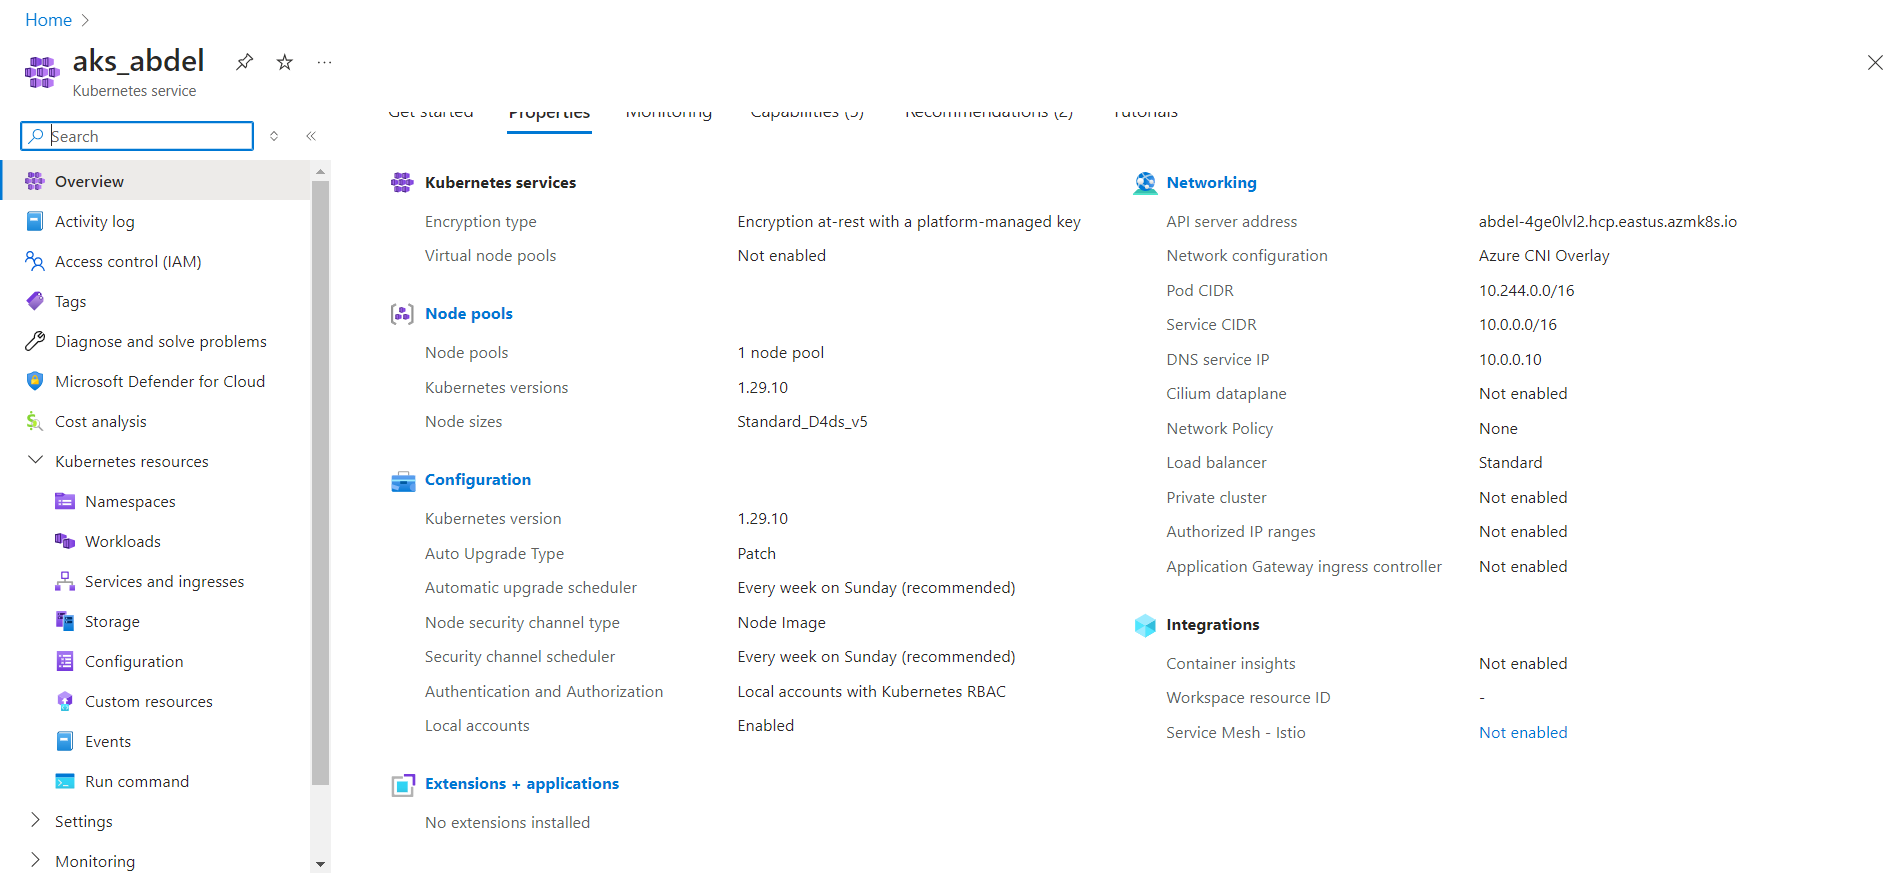 Home
aks_abdel
Kubernetes service
Search
Overview
Activity log
Access control (IAM)
Tags
Diagnose and solve problems
Microsoft Defender for Cloud
Cost analysis
Kubernetes resources
Namespaces
Workloads
Services and ingresses
Storage
Configuration
Custom resources
Events
Run command
Settings
Monitoring
Get started Properties Monitoring Capabilities (5) Recommendations (2) Tutorials
Kubernetes services
Encryption type Encryption at-rest with a platform-managed key
Virtual node pools Not enabled
Node pools
Node pools 1 node pool
Kubernetes versions 1.29.10
Node sizes Standard_D4ds_v5
Configuration
Kubernetes version 1.29.10
Auto Upgrade Type Patch
Automatic upgrade scheduler Every week on Sunday (recommended)
Node security channel type Node Image
Security channel scheduler Every week on Sunday (recommended)
Authentication and Authorization Local accounts with Kubernetes RBAC
Local accounts Enabled
Extensions + applications
No extensions installed
Networking
API server address abdel-4ge0lvl2.hcp.eastus.azmk8s.io
Network configuration Azure CNI Overlay
Pod CIDR 10.244.0.0/16
Service CIDR 10.0.0.0/16
DNS service IP 10.0.0.10
Cilium dataplane Not enabled
Network Policy None
Load balancer Standard
Private cluster Not enabled
Authorized IP ranges Not enabled
Application Gateway ingress controller Not enabled
Integrations
Container insights Not enabled
Workspace resource ID -
Service Mesh - Istio Not enabled